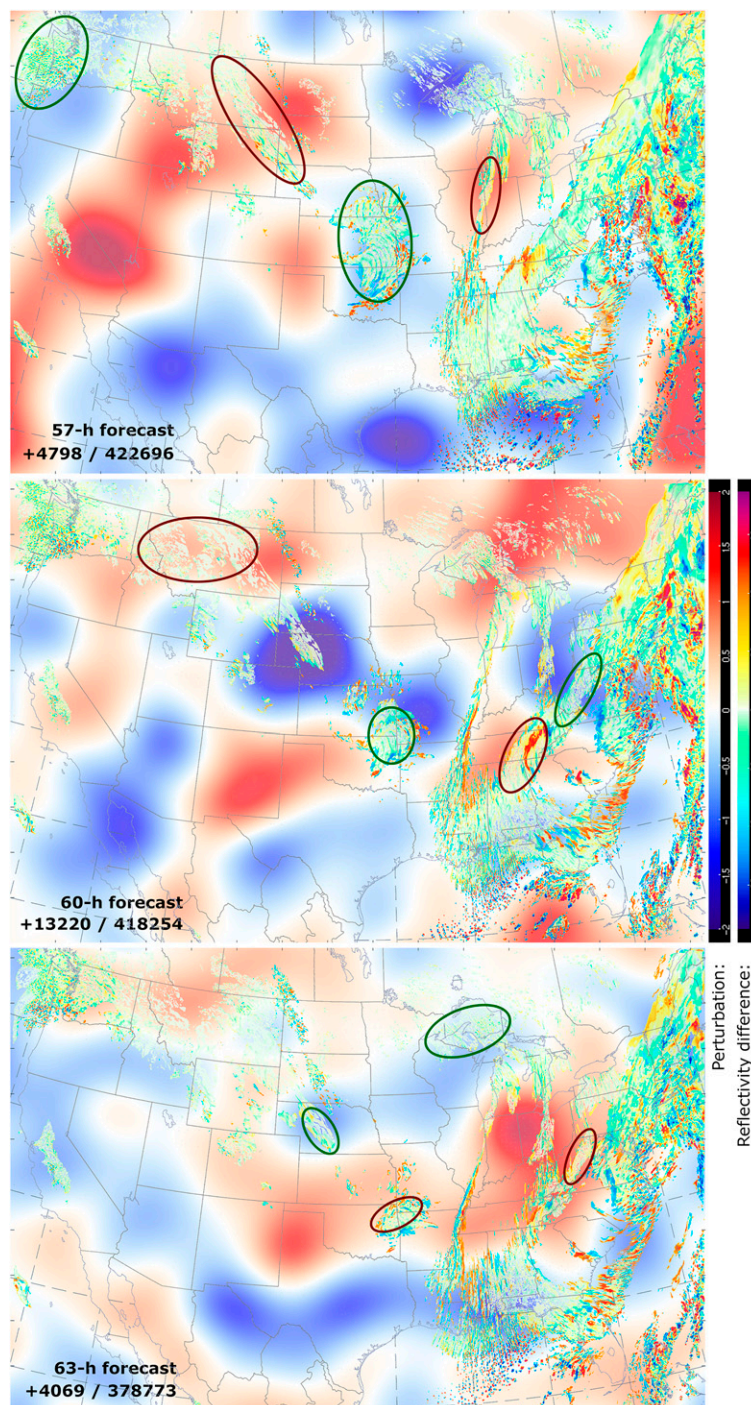 57-h forecast
+4798 / 422696
60-h forecast
+13220 / 418254
63-h forecast
+4069 / 378773
2
1.5
1
0.5
0
−0.5
−1
−1.5
−2
Perturbation:
Reflectivity difference: